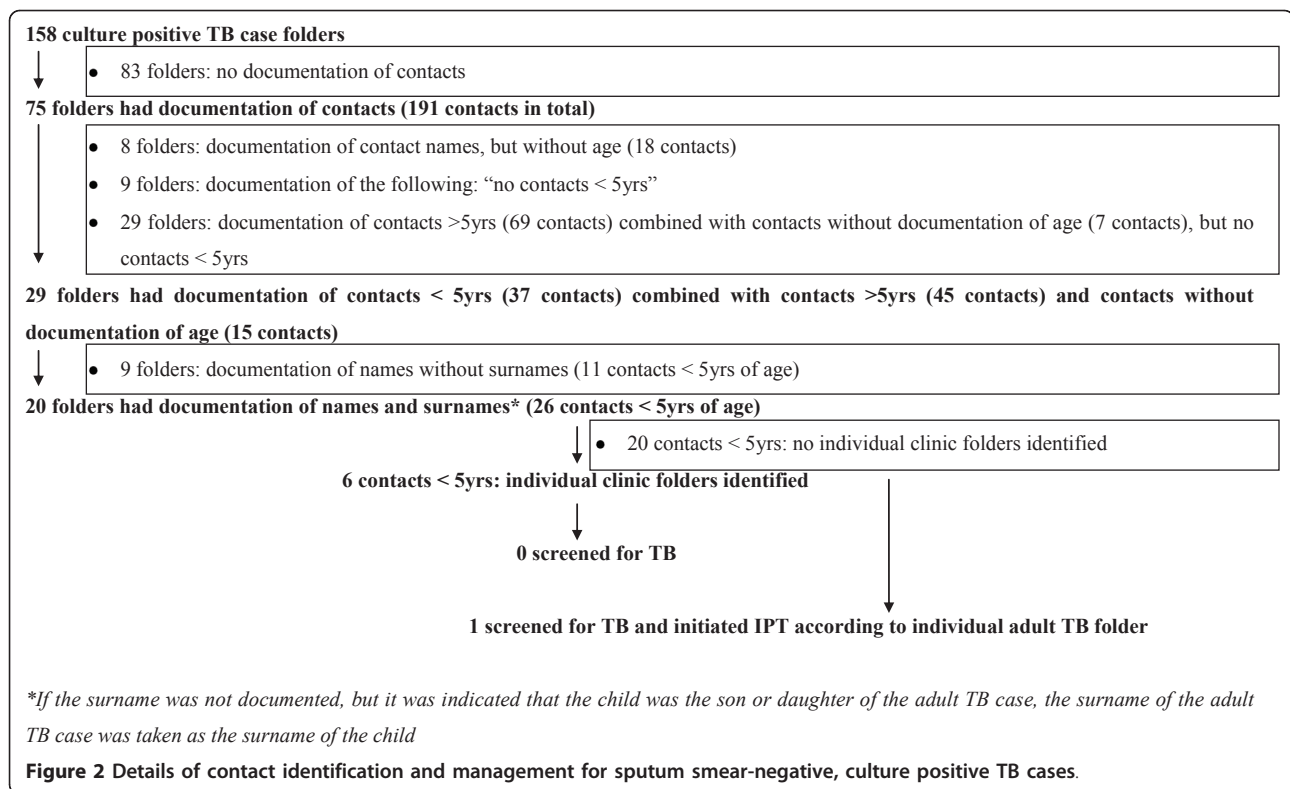 158 culture positive TB case folders
● 83 folders: no documentation of contacts
75 folders had documentation of contacts (191 contacts in total)
● 8 folders: documentation of contact names, but without age (18 contacts)
● 9 folders: documentation of the following: “no contacts < 5yrs”
● 29 folders: documentation of contacts >5yrs (69 contacts) combined with contacts without documentation of age (7 contacts), but no
contacts < 5yrs
29 folders had documentation of contacts < 5yrs (37 contacts) combined with contacts >5yrs (45 contacts) and contacts without
documentation of age (15 contacts)
● 9 folders: documentation of names without surnames (11 contacts < 5yrs of age)
20 folders had documentation of names and surnames* (26 contacts < 5yrs of age)
● 20 contacts < 5yrs: no individual clinic folders identified
6 contacts < 5yrs: individual clinic folders identified
0 screened for TB
1 screened for TB and initiated IPT according to individual adult TB folder
*If the surname was not documented, but it was indicated that the child was the son or daughter of the adult TB case, the surname of the adult
TB case was taken as the surname of the child
Figure 2 Details of contact identification and management for sputum smear-negative, culture positive TB cases.